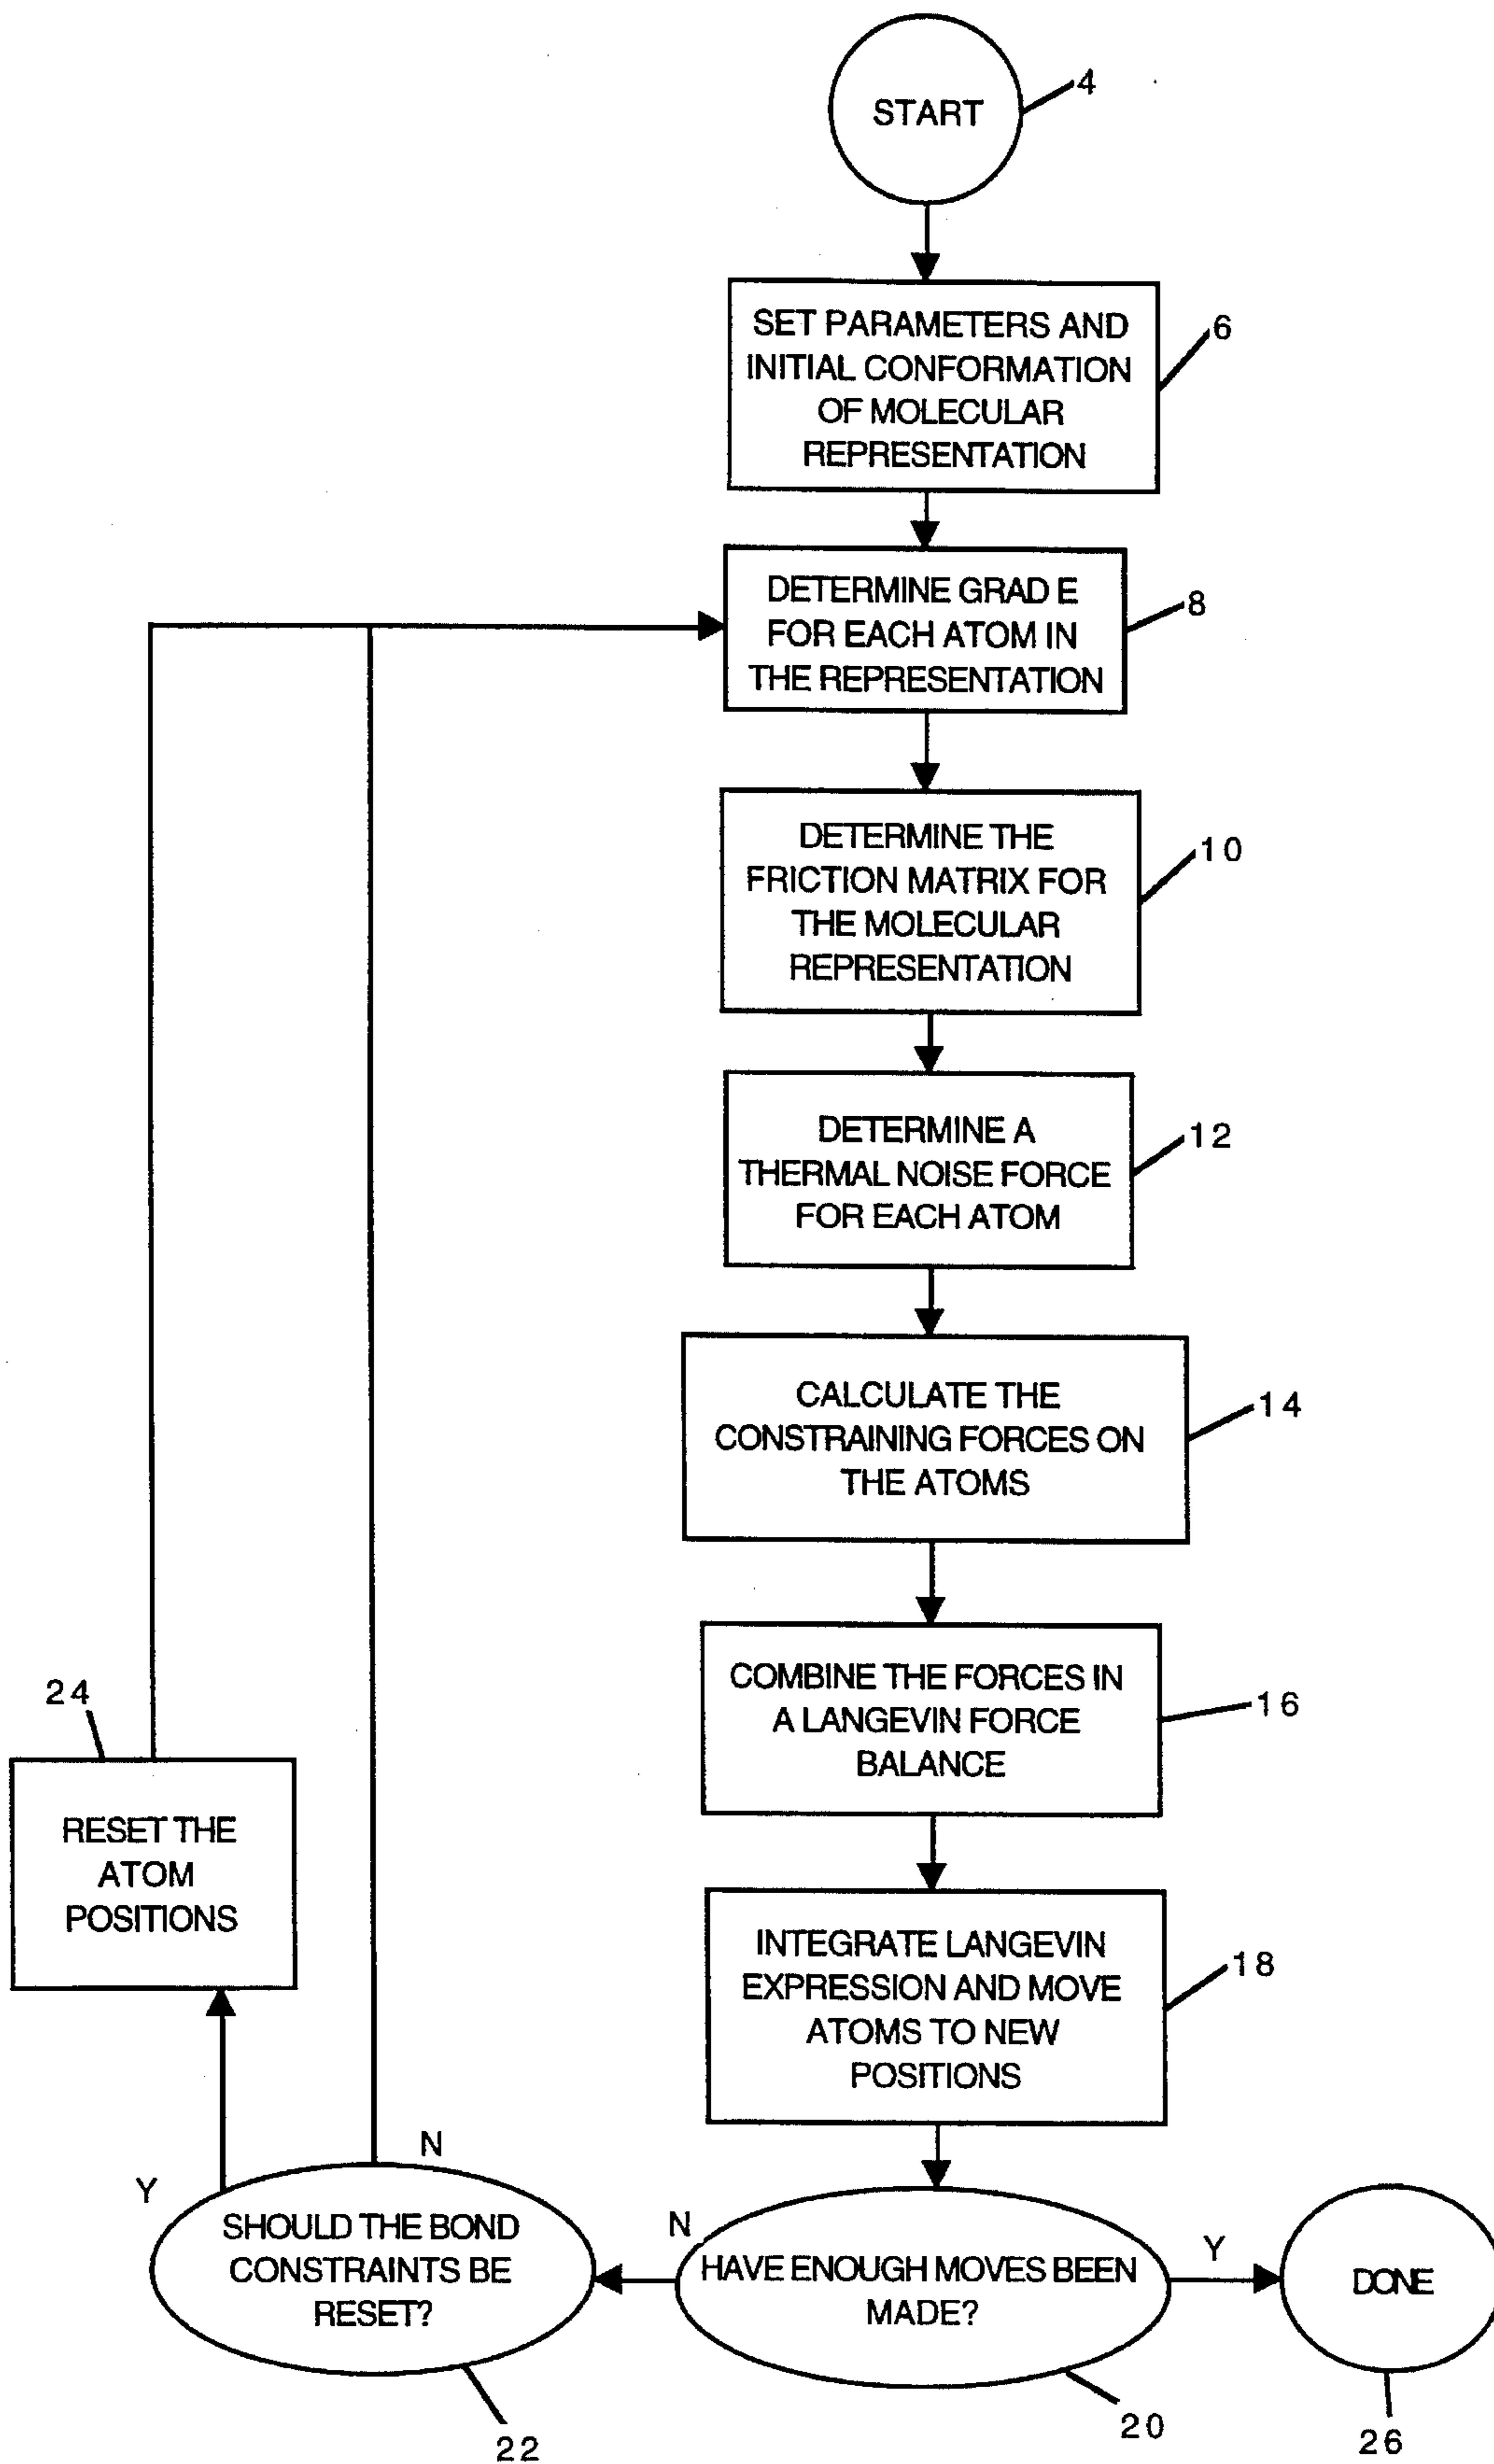 START
4
SET PARAMETERS AND
INITIAL CONFORMATION
OF MOLECULAR
REPRESENTATION
6
DETERMINE GRAD E
FOR EACH ATOM IN
THE REPRESENTATION
8
DETERMINE THE
FRICTION MATRIX FOR
THE MOLECULAR
REPRESENTATION
10
DETERMINE A
THERMAL NOISE FORCE
FOR EACH ATOM
12
CALCULATE THE
CONSTRAINING FORCES ON
THE ATOMS
14
COMBINE THE FORCES IN
A LANGEVIN FORCE
BALANCE
16
24
RESET THE
ATOM
POSITIONS
INTEGRATE LANGEVIN
EXPRESSION AND MOVE
ATOMS TO NEW
POSITIONS
18
Y
N
SHOULD THE BOND
CONSTRAINTS BE
RESET?
22
N
HAVE ENOUGH MOVES BEEN
MADE?
20
Y
DONE
26